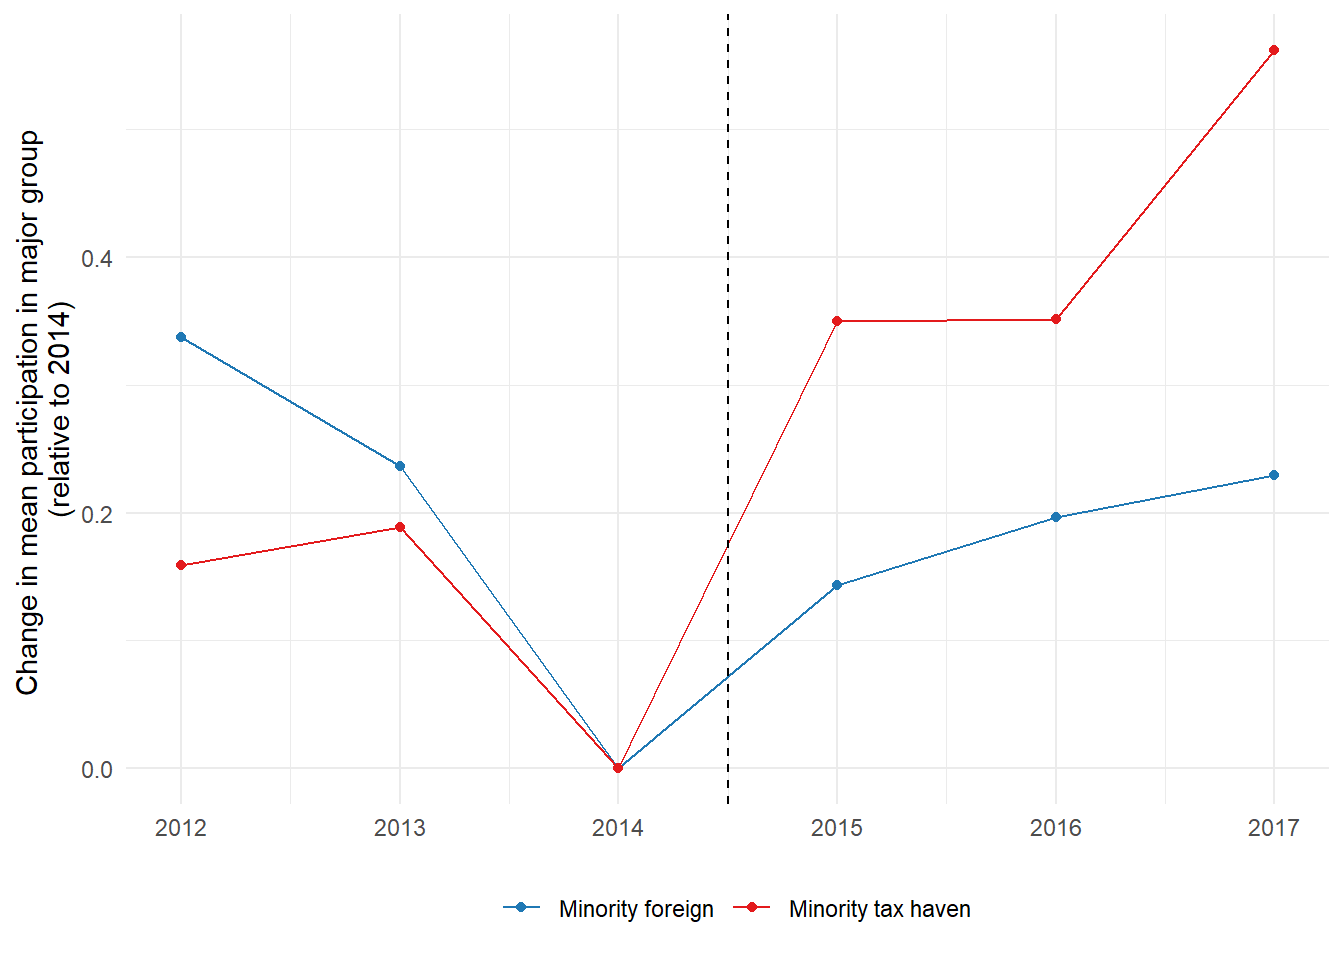 Change in mean participation in major group
(relative to 2014)
0.4
0.2
0.0
2012 2013 2014 2015 2016 2017
Minority foreign Minority tax haven